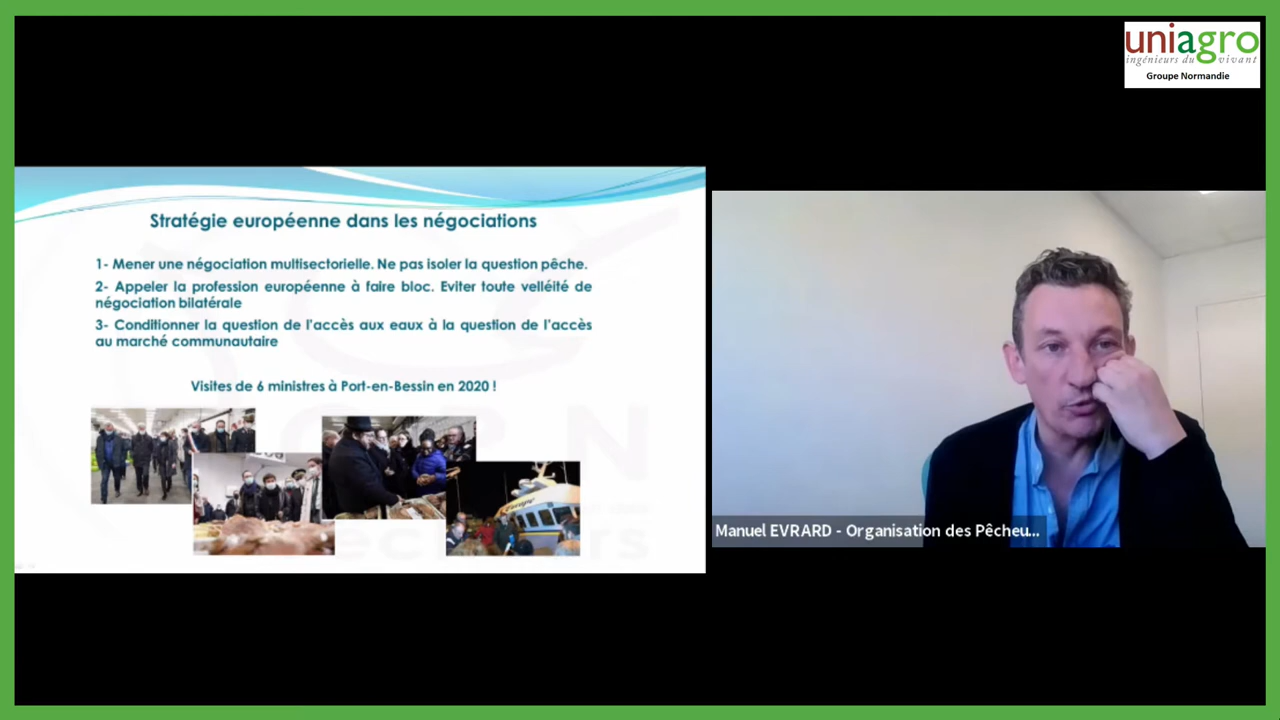 uniagro
ingénieurs du vivant
Groupe Normandie
Stratégie européenne dans les négociations
1- Mener une négociation multisectorielle. Ne pas isoler la question pêche.
2- Appeler la profession européenne à faire bloc. Eviter toute velléité de
négociation bilatérale
3- Conditionner la question de l'accès aux eaux à la question de l'accès
au marché communautaire
Visites de 6 ministres à Port-en-Bessin en 2020 !
Manuel EVRARD - Organisation des Pêcheu...